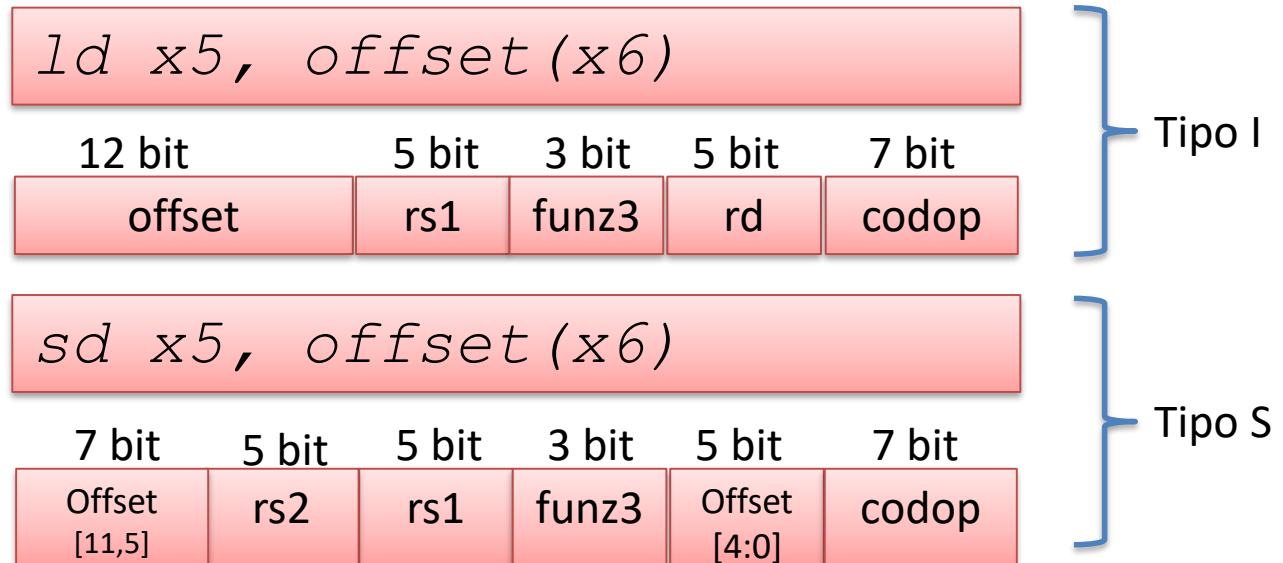 ld x5, offset(x6)
Tipo I
12 bit 5 bit 3 bit 5 bit 7 bit
offset rs1 funz3 rd codop
sd x5, offset(x6)
Tipo S
7 bit 5 bit 5 bit 3 bit 5 bit 7 bit
Offset [11,5] rs2 rs1 funz3 Offset [4:0] codop